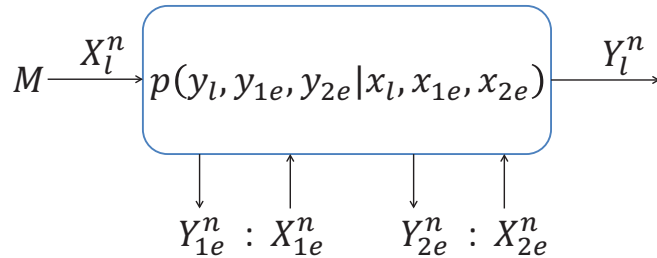 X_l^n
Y_l^n
M
p(y_l, y_{1e}, y_{2e}|x_l, x_{1e}, x_{2e})
Y_{1e}^n : X_{1e}^n
Y_{2e}^n : X_{2e}^n